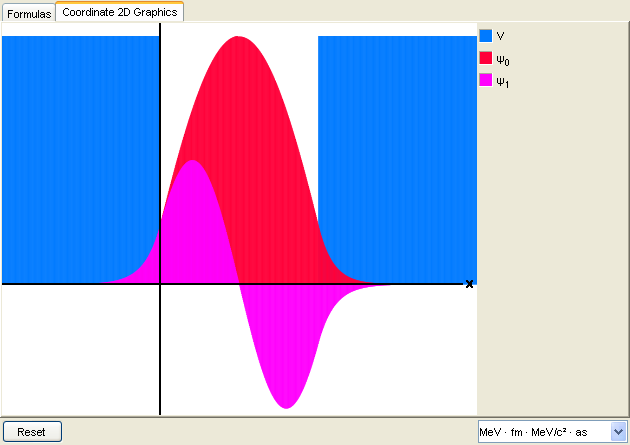 Formulas
Coordinate 2D Graphics
V
ψ₀
ψ₁
x
Reset
MeV · fm · MeV/c² · as